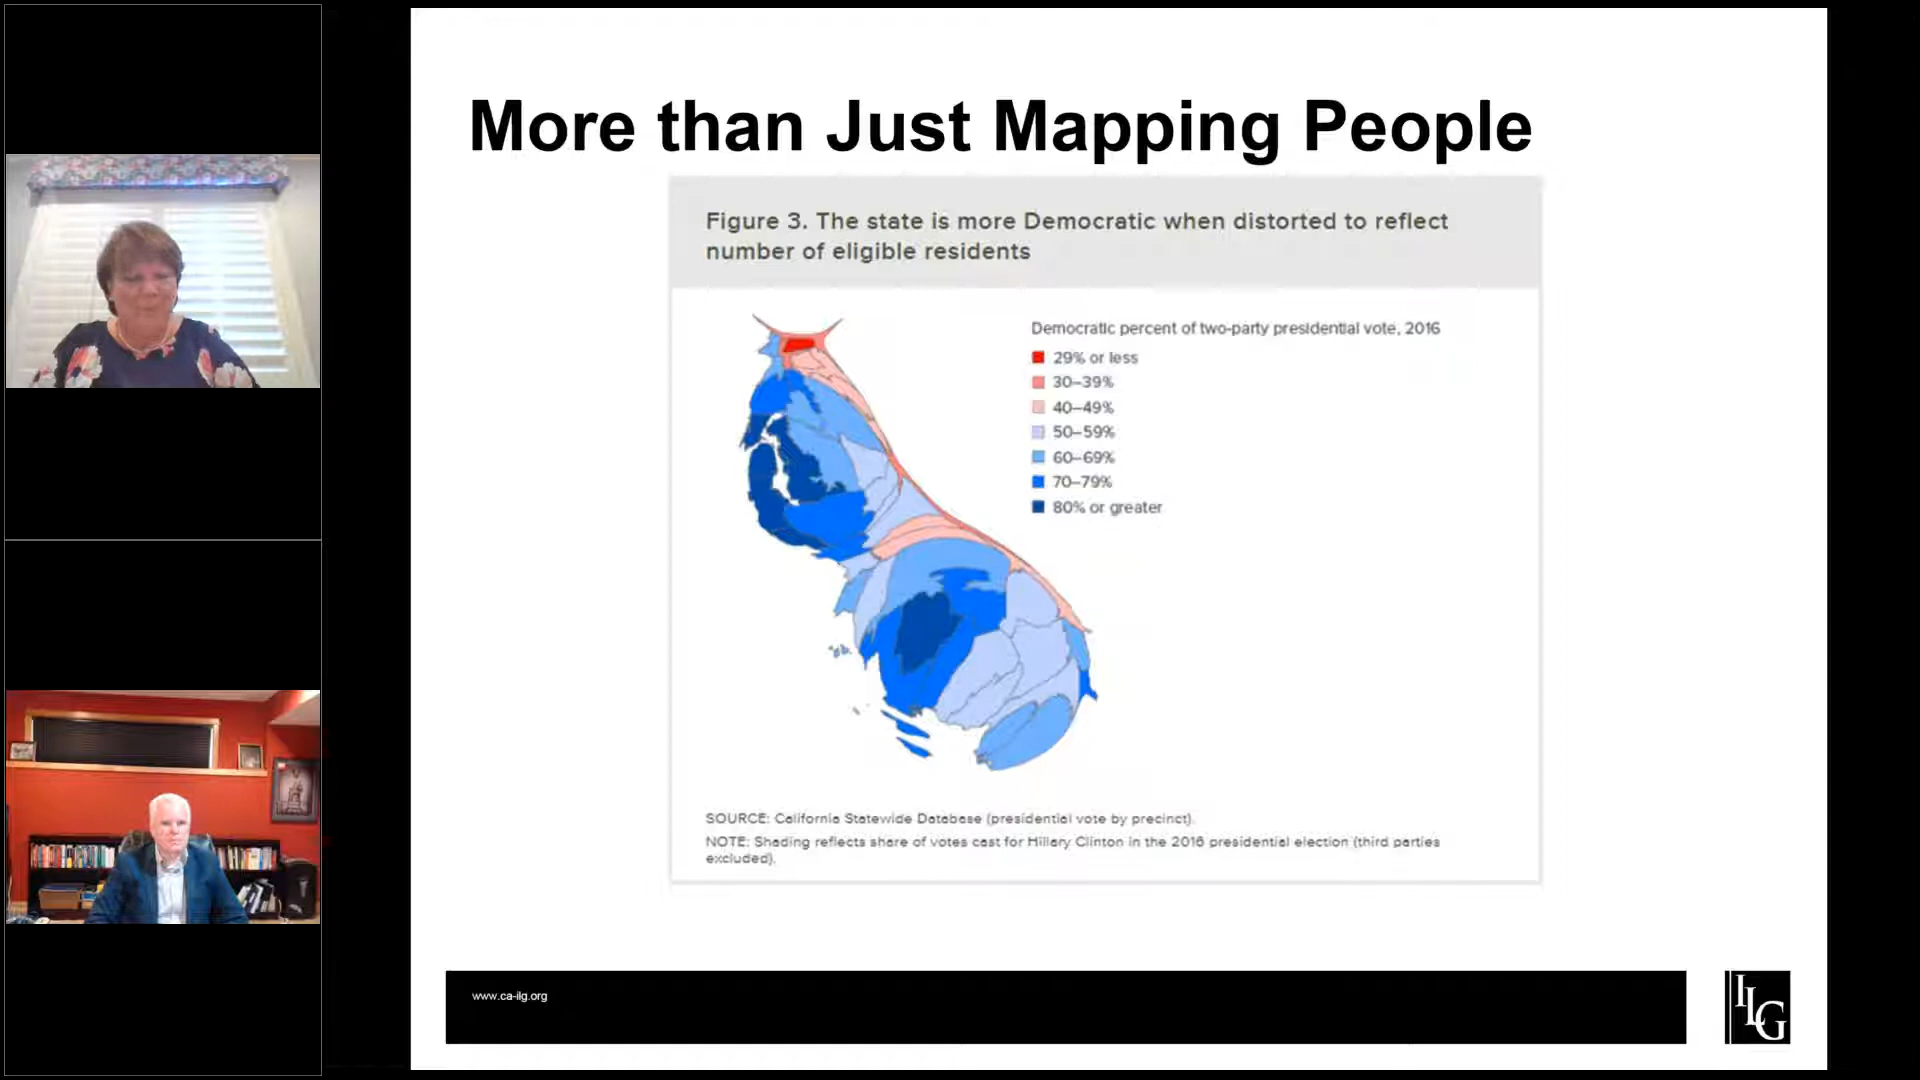 More than Just Mapping People
Figure 3. The state is more Democratic when distorted to reflect
number of eligible residents
Democratic percent of two-party presidential vote, 2016
29% or less
30–39%
40–49%
50–59%
60–69%
70–79%
80% or greater
SOURCE: California Statewide Database (presidential vote by precinct).
NOTE: Shading reflects share of votes cast for Hillary Clinton in the 2016 presidential election (third parties
excluded).
www.ca-ilg.org
ILG